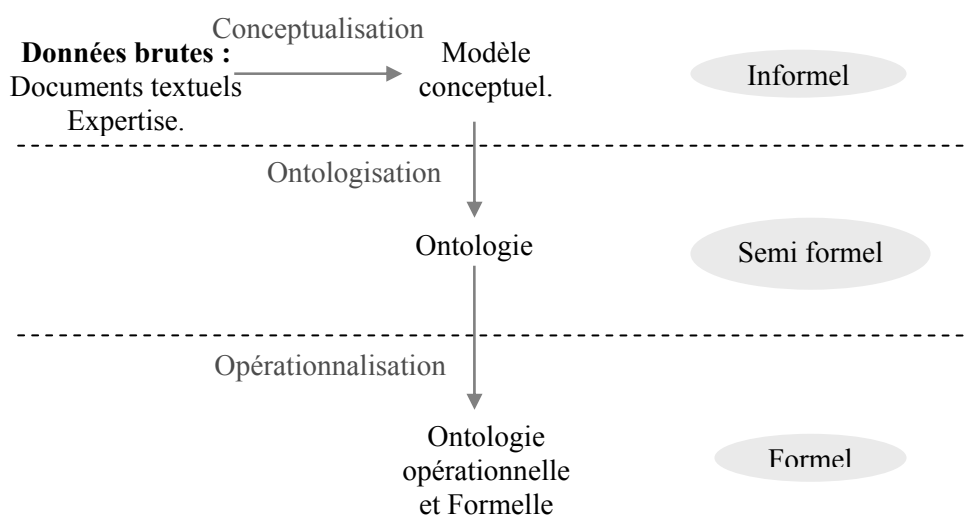 Conceptualisation
Données brutes :
Documents textuels
Expertise.
Modèle
conceptuel.
Informel
Ontologisation
Ontologie
Semi formel
Opérationnalisation
Ontologie
opérationnelle
et Formelle
Formel